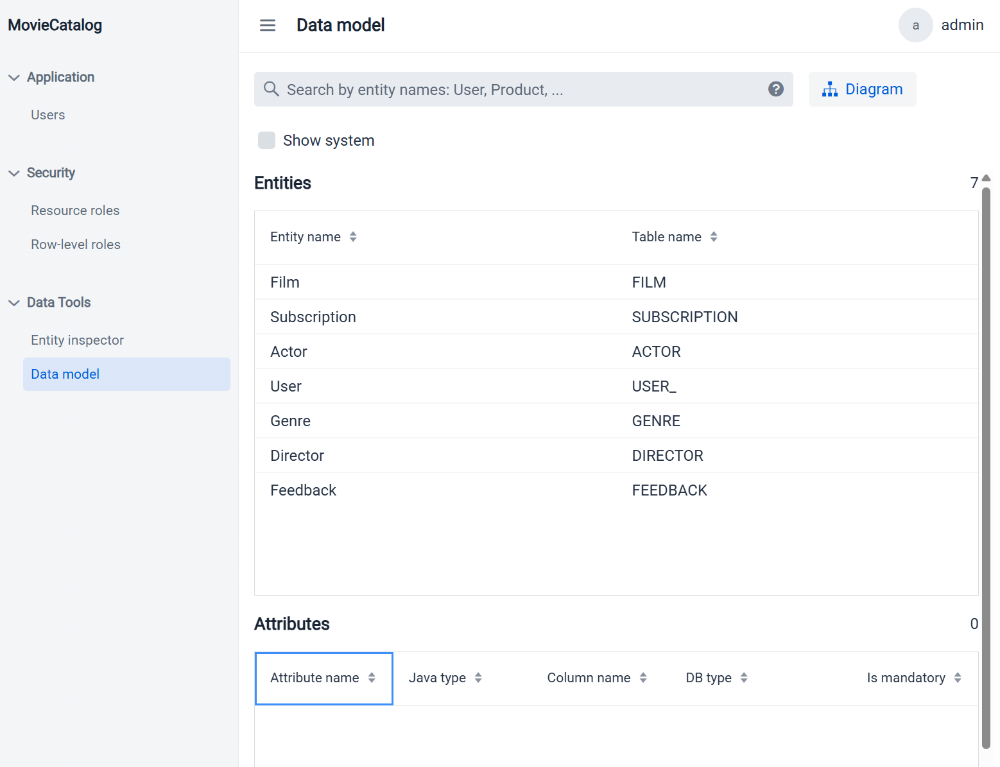 MovieCatalog
Application
Users
Security
Resource roles
Row-level roles
Data Tools
Entity inspector
Data model
Data model
a admin
Search by entity names: User, Product, ... ?
Diagram
Show system
Entities 7
Entity name Table name
Film FILM
Subscription SUBSCRIPTION
Actor ACTOR
User USER_
Genre GENRE
Director DIRECTOR
Feedback FEEDBACK
Attributes 0
Attribute name Java type Column name DB type Is mandatory